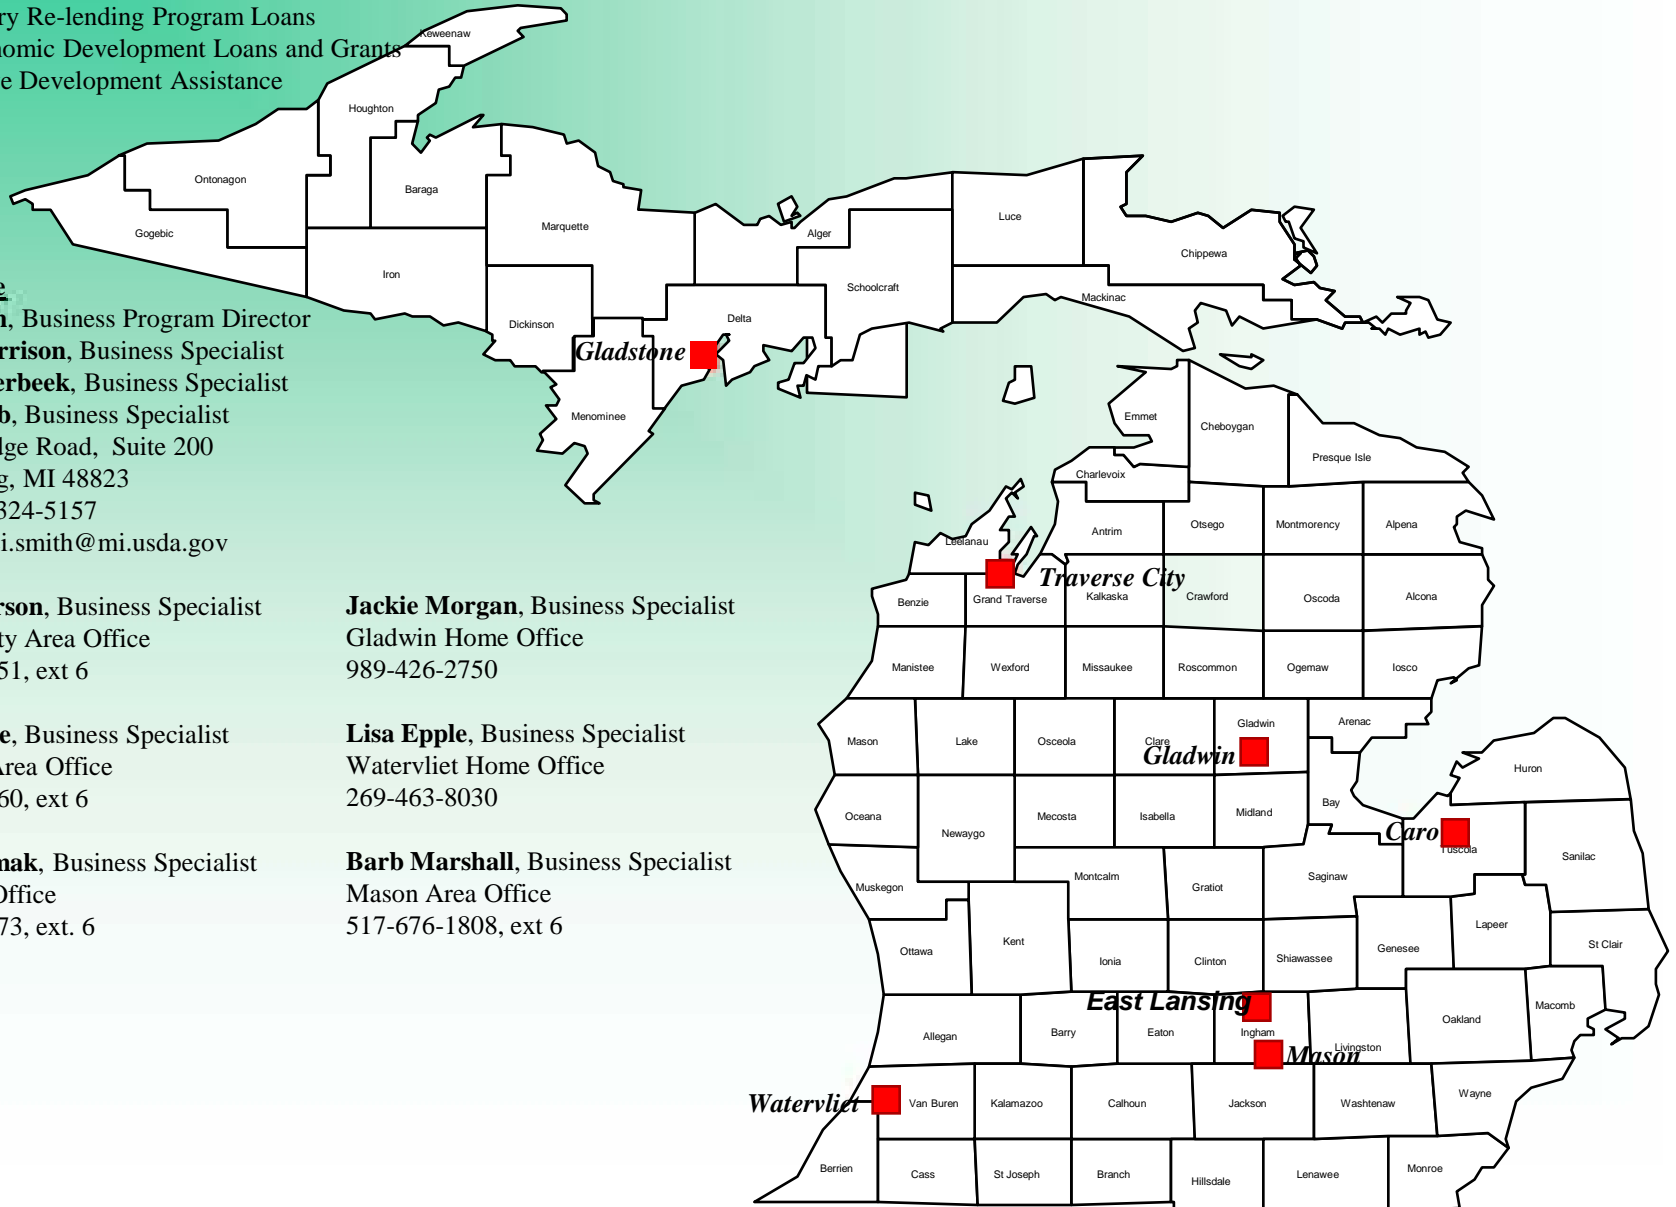 ry Re-lending Program Loans
nomic Development Loans and Grants
e Development Assistance
e
n, Business Program Director
rrison, Business Specialist
erbeek, Business Specialist
b, Business Specialist
dge Road, Suite 200
g, MI 48823
324-5157
i.smith@mi.usda.gov
rson, Business Specialist
ty Area Office
51, ext 6
e, Business Specialist
Area Office
60, ext 6
mak, Business Specialist
Office
73, ext. 6
Jackie Morgan, Business Specialist
Gladwin Home Office
989-426-2750
Lisa Epple, Business Specialist
Watervliet Home Office
269-463-8030
Barb Marshall, Business Specialist
Mason Area Office
517-676-1808, ext 6
Keweenaw
Houghton
Ontonagon
Baraga
Gogebic
Marquette
Alger
Luce
Chippewa
Iron
Schoolcraft
Mackinac
Dickinson
Delta
Gladstone
Menominee
Emmet
Cheboygan
Presque Isle
Charlevoix
Antrim
Otsego
Montmorency
Alpena
Leelanau
Traverse City
Benzie
Grand Traverse
Kalkaska
Crawford
Oscoda
Alcona
Manistee
Wexford
Missaukee
Roscommon
Ogemaw
Iosco
Mason
Lake
Osceola
Clare
Gladwin
Arenac
Gladwin
Huron
Oceana
Newaygo
Mecosta
Isabella
Midland
Bay
Caro
Tuscola
Sanilac
Muskegon
Montcalm
Gratiot
Saginaw
Ottawa
Kent
Ionia
Clinton
Shiawassee
Genesee
Lapeer
St Clair
East Lansing
Allegan
Barry
Eaton
Ingham
Livingston
Oakland
Macomb
Mason
Watervliet
Van Buren
Kalamazoo
Calhoun
Jackson
Washtenaw
Wayne
Berrien
Cass
St Joseph
Branch
Hillsdale
Lenawee
Monroe